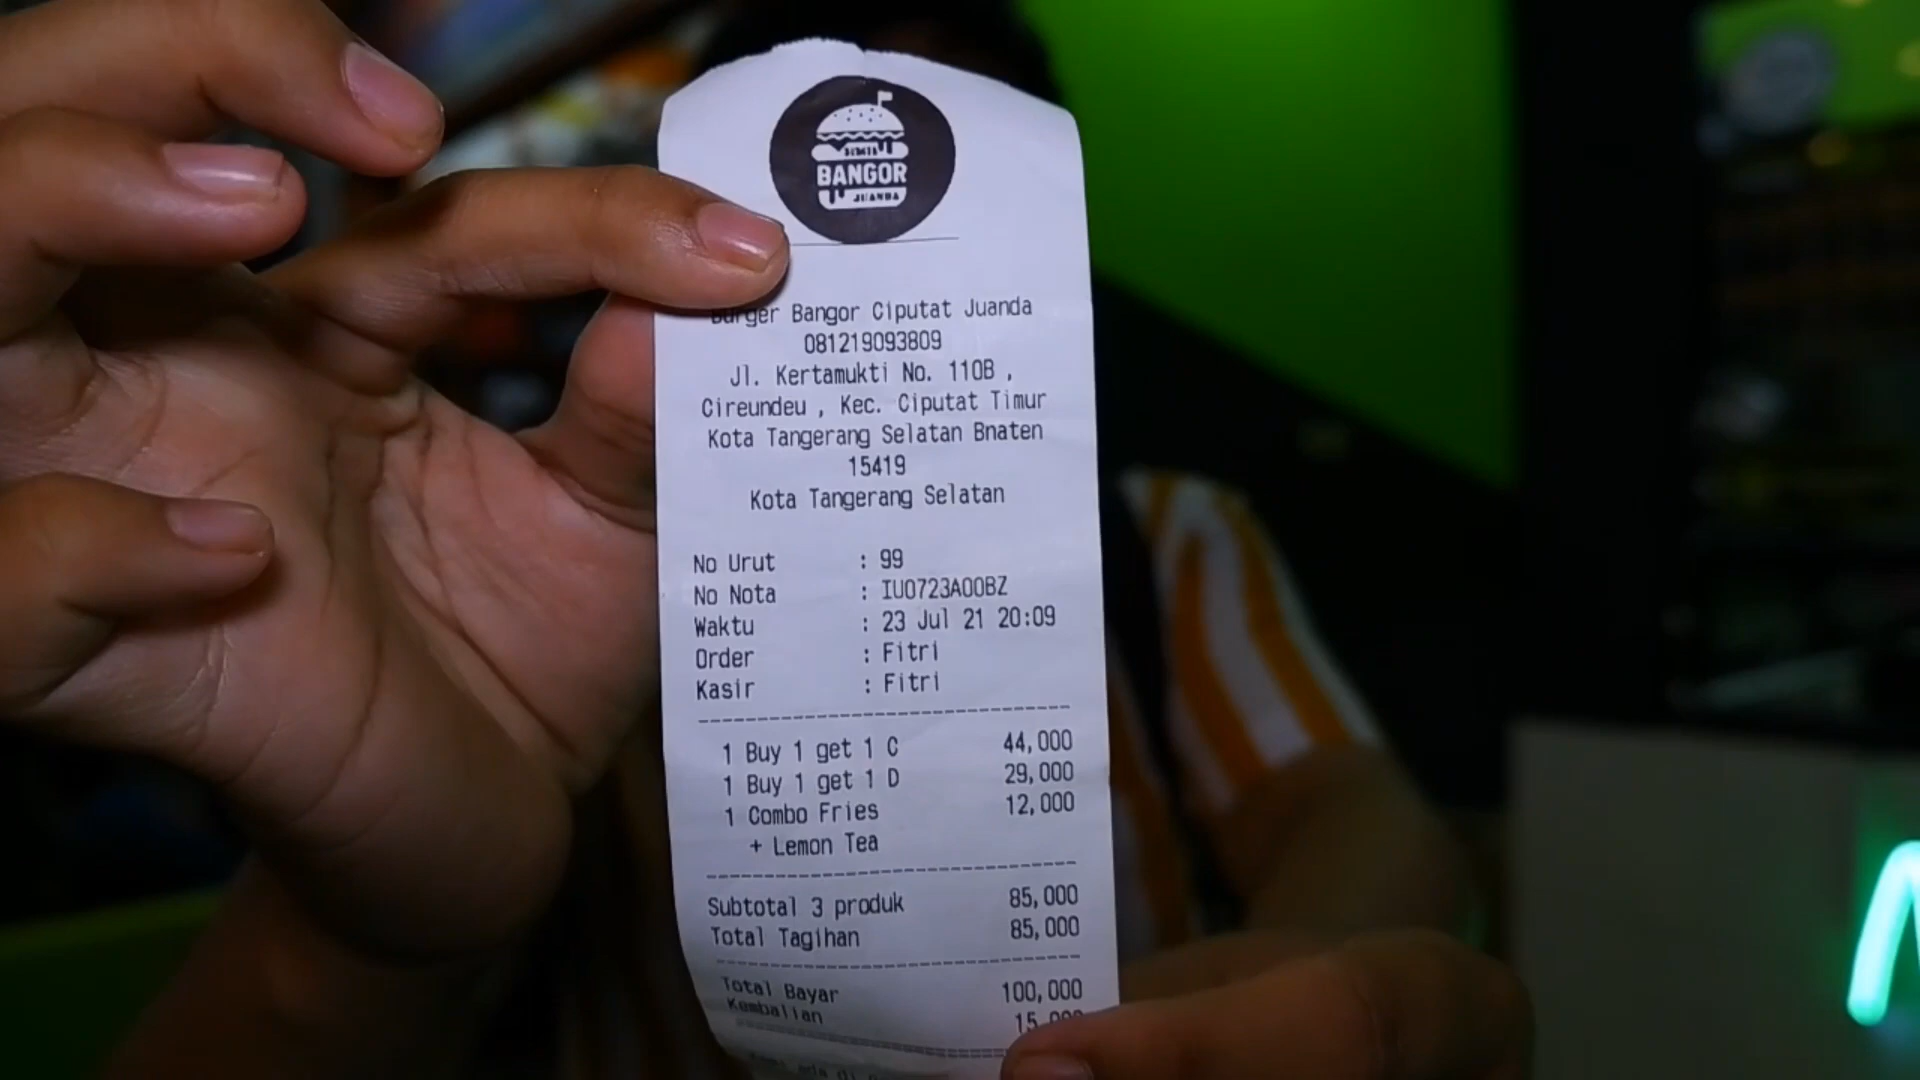 BANGOR
JUANDA
Burger Bangor Ciputat Juanda
081219093809
Jl. Kertamukti No. 110B ,
Cireundeu , Kec. Ciputat Timur
Kota Tangerang Selatan Bnaten
15419
Kota Tangerang Selatan
No Urut : 99
No Nota : IU0723A00BZ
Waktu : 23 Jul 21 20:09
Order : Fitri
Kasir : Fitri
1 Buy 1 get 1 C 44,000
1 Buy 1 get 1 D 29,000
1 Combo Fries 12,000
+ Lemon Tea
Subtotal 3 produk 85,000
Total Tagihan 85,000
Total Bayar 100,000
Kembalian 15,000